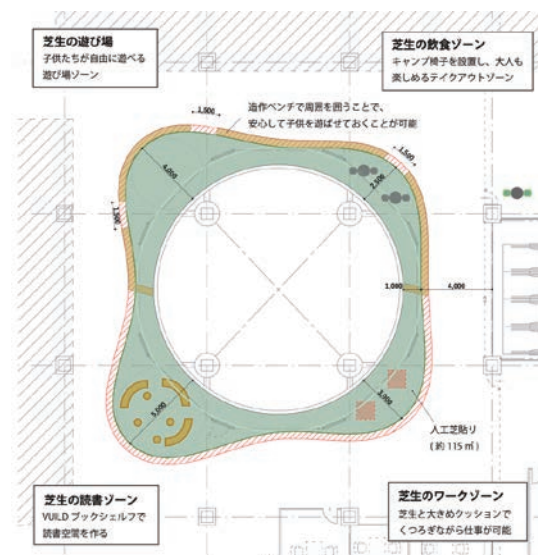 芝生の遊び場
子供たちが自由に遊べる
遊び場ゾーン
芝生の飲食ゾーン
キャンプ椅子を設置し、大人も
楽しめるテイクアウトゾーン
造作ベンチで周囲を囲うことで、
安心して子供を遊ばせておくことが可能
1,500
1,500
4,000
2,500
1,500
1,000
4,000
5,000
3,000
人工芝貼り
(約 115 ㎡)
芝生の読書ゾーン
VUILD ブックシェルフで
読書空間を作る
芝生のワークゾーン
芝生と大きめクッションで
くつろぎながら仕事が可能